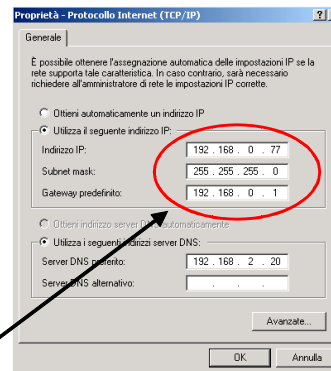 Proprietà - Protocollo Internet (TCP/IP)
Generale
È possibile ottenere l'assegnazione automatica delle impostazioni IP se la
rete supporta tale caratteristica. In caso contrario, sarà necessario
richiedere all'amministratore di rete le impostazioni IP corrette.
Ottieni automaticamente un indirizzo IP
Utilizza il seguente indirizzo IP:
Indirizzo IP: 192 . 168 . 0 . 77
Subnet mask: 255 . 255 . 255 . 0
Gateway predefinito: 192 . 168 . 0 . 1
Ottieni indirizzo server DNS automaticamente
Utilizza i seguenti indirizzi server DNS:
Server DNS preferito: 192 . 168 . 2 . 20
Server DNS alternativo: . . .
Avanzate...
OK Annulla